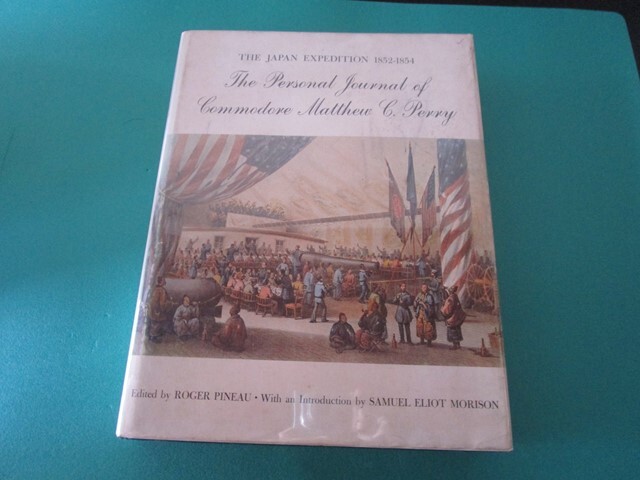 THE JAPAN EXPEDITION 1852-1854
The Personal Journal of
Commodore Matthew C. Perry
Edited by ROGER PINEAU • With an Introduction by SAMUEL ELIOT MORISON